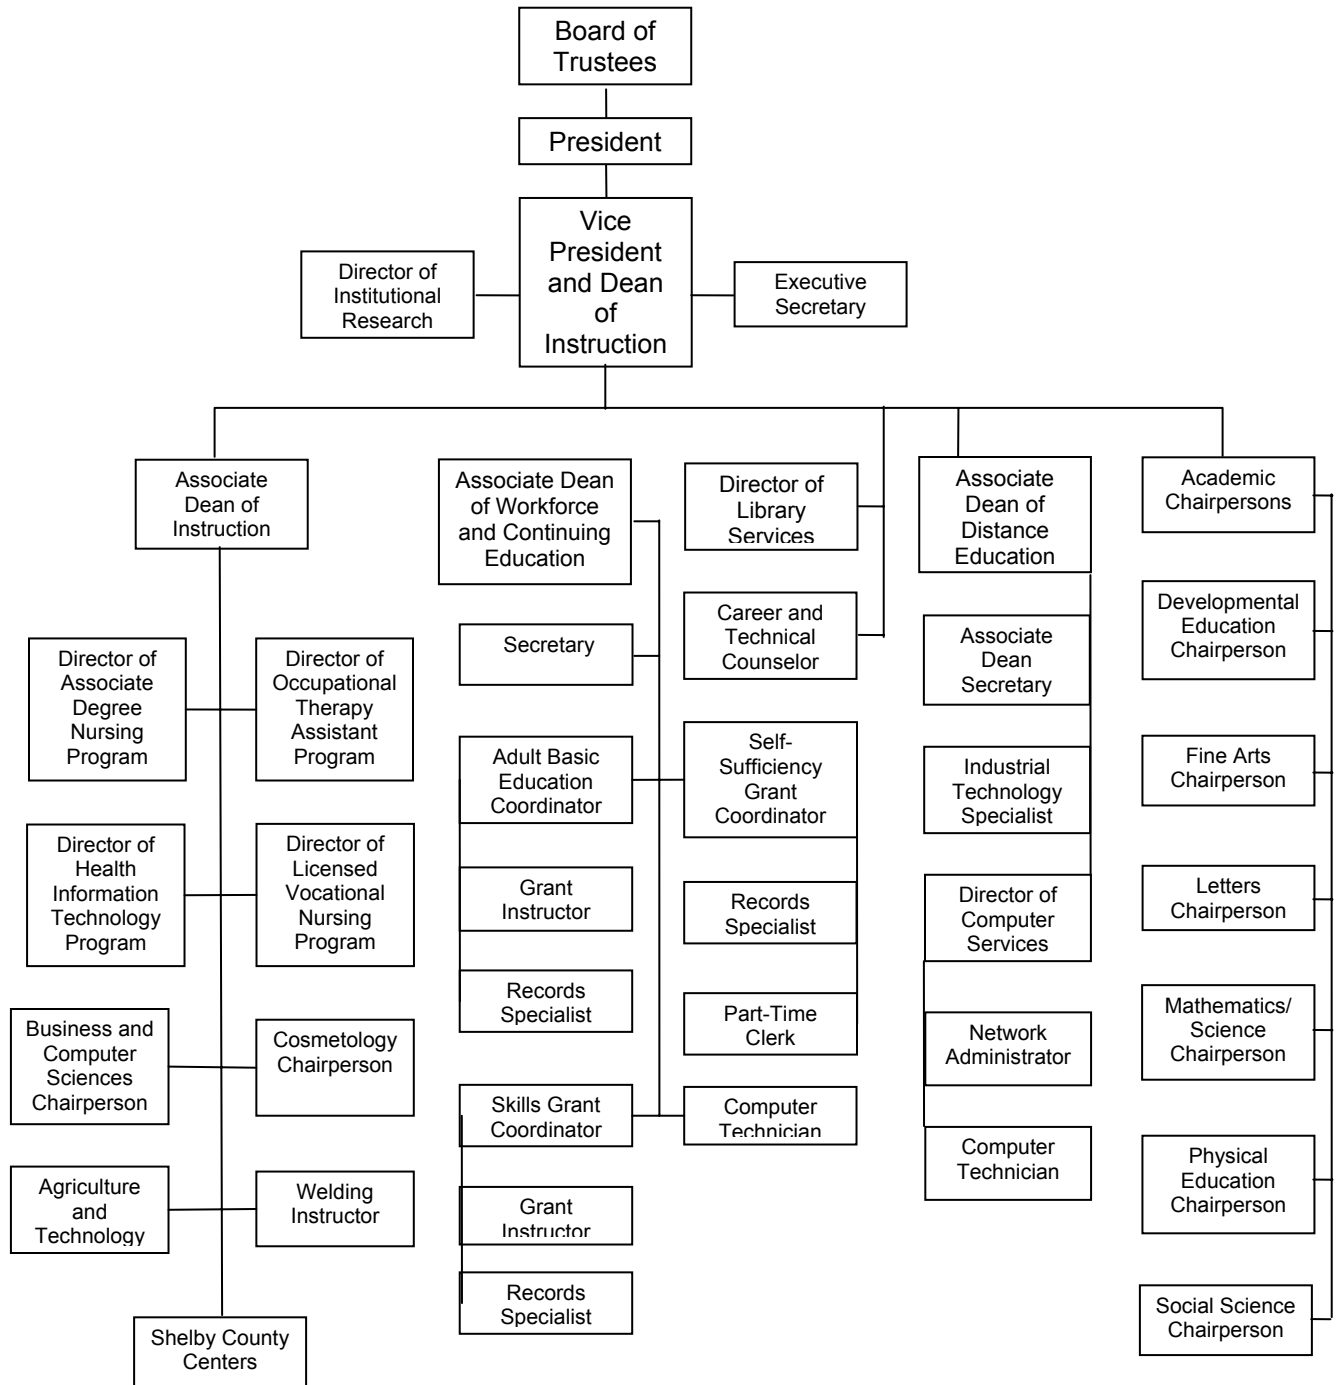 Board of
Trustees
President
Vice
President
and Dean
of
Instruction
Director of
Institutional
Research
Executive
Secretary
Associate
Dean of
Instruction
Director of
Associate
Degree
Nursing
Program
Director of
Occupational
Therapy
Assistant
Program
Director of
Health
Information
Technology
Program
Director of
Licensed
Vocational
Nursing
Program
Business and
Computer
Sciences
Chairperson
Cosmetology
Chairperson
Agriculture
and
Technology
Welding
Instructor
Shelby County
Centers
Associate Dean
of Workforce
and Continuing
Education
Secretary
Adult Basic
Education
Coordinator
Grant
Instructor
Records
Specialist
Self-
Sufficiency
Grant
Coordinator
Records
Specialist
Part-Time
Clerk
Skills Grant
Coordinator
Grant
Instructor
Records
Specialist
Computer
Technician
Director of
Library
Services
Career and
Technical
Counselor
Associate
Dean of
Distance
Education
Associate
Dean
Secretary
Industrial
Technology
Specialist
Director of
Computer
Services
Network
Administrator
Computer
Technician
Academic
Chairpersons
Developmental
Education
Chairperson
Fine Arts
Chairperson
Letters
Chairperson
Mathematics/
Science
Chairperson
Physical
Education
Chairperson
Social Science
Chairperson